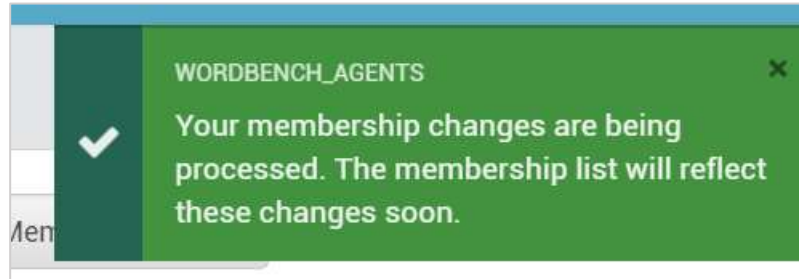 WORDBENCH_AGENTS
Your membership changes are being
processed. The membership list will reflect
these changes soon.